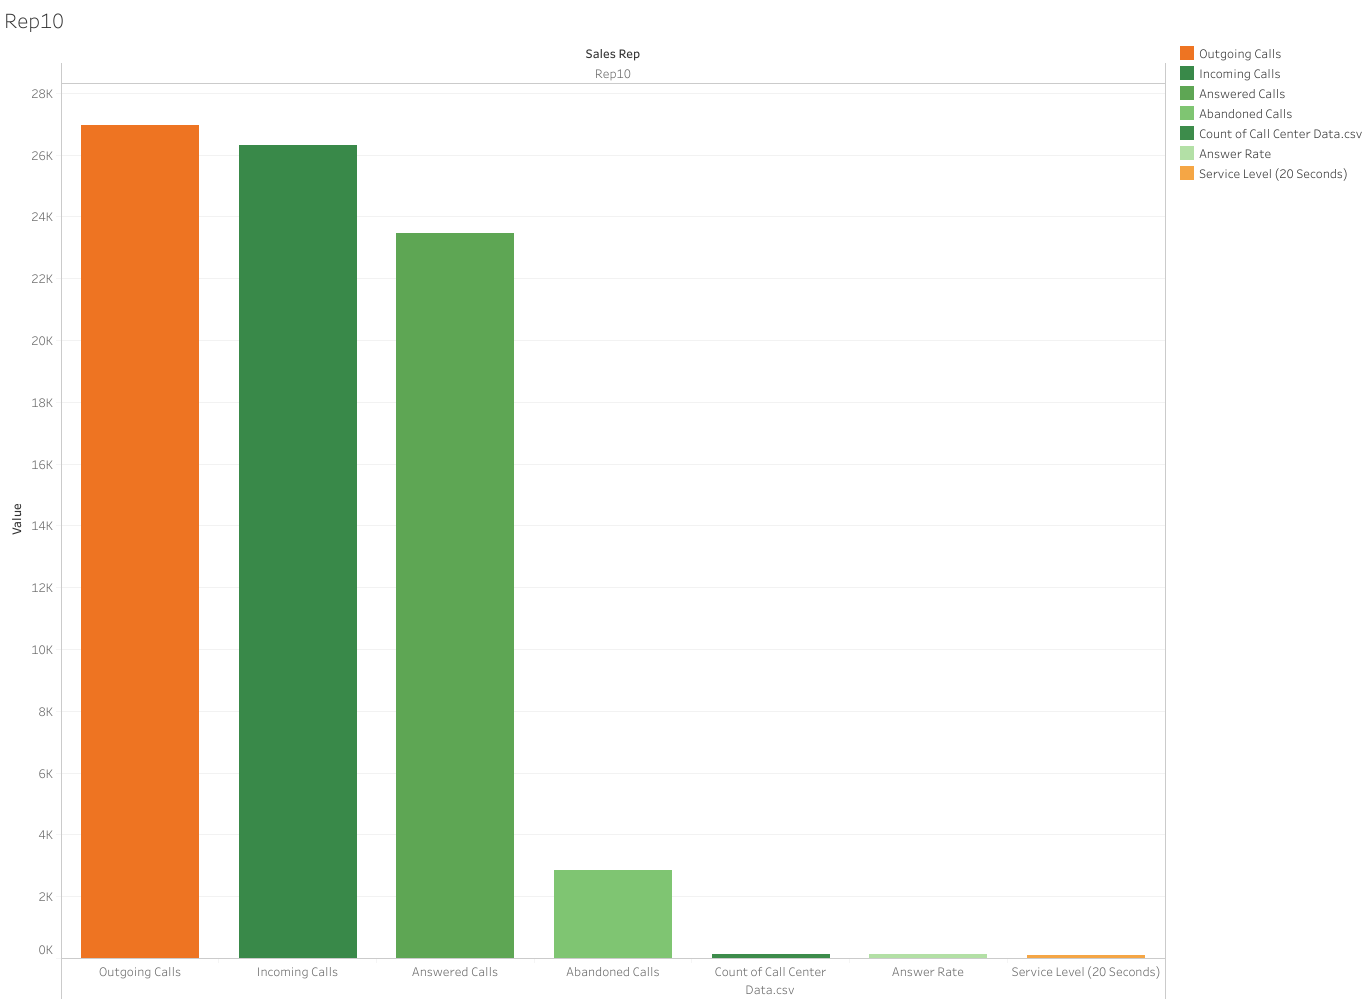 Rep10
Sales Rep
Rep10
Outgoing Calls
Incoming Calls
Answered Calls
Abandoned Calls
Count of Call Center Data.csv
Answer Rate
Service Level (20 Seconds)
28K
26K
24K
22K
20K
18K
16K
14K
12K
10K
8K
6K
4K
2K
0K
Value
Outgoing Calls
Incoming Calls
Answered Calls
Abandoned Calls
Count of Call Center
Data.csv
Answer Rate
Service Level (20 Seconds)